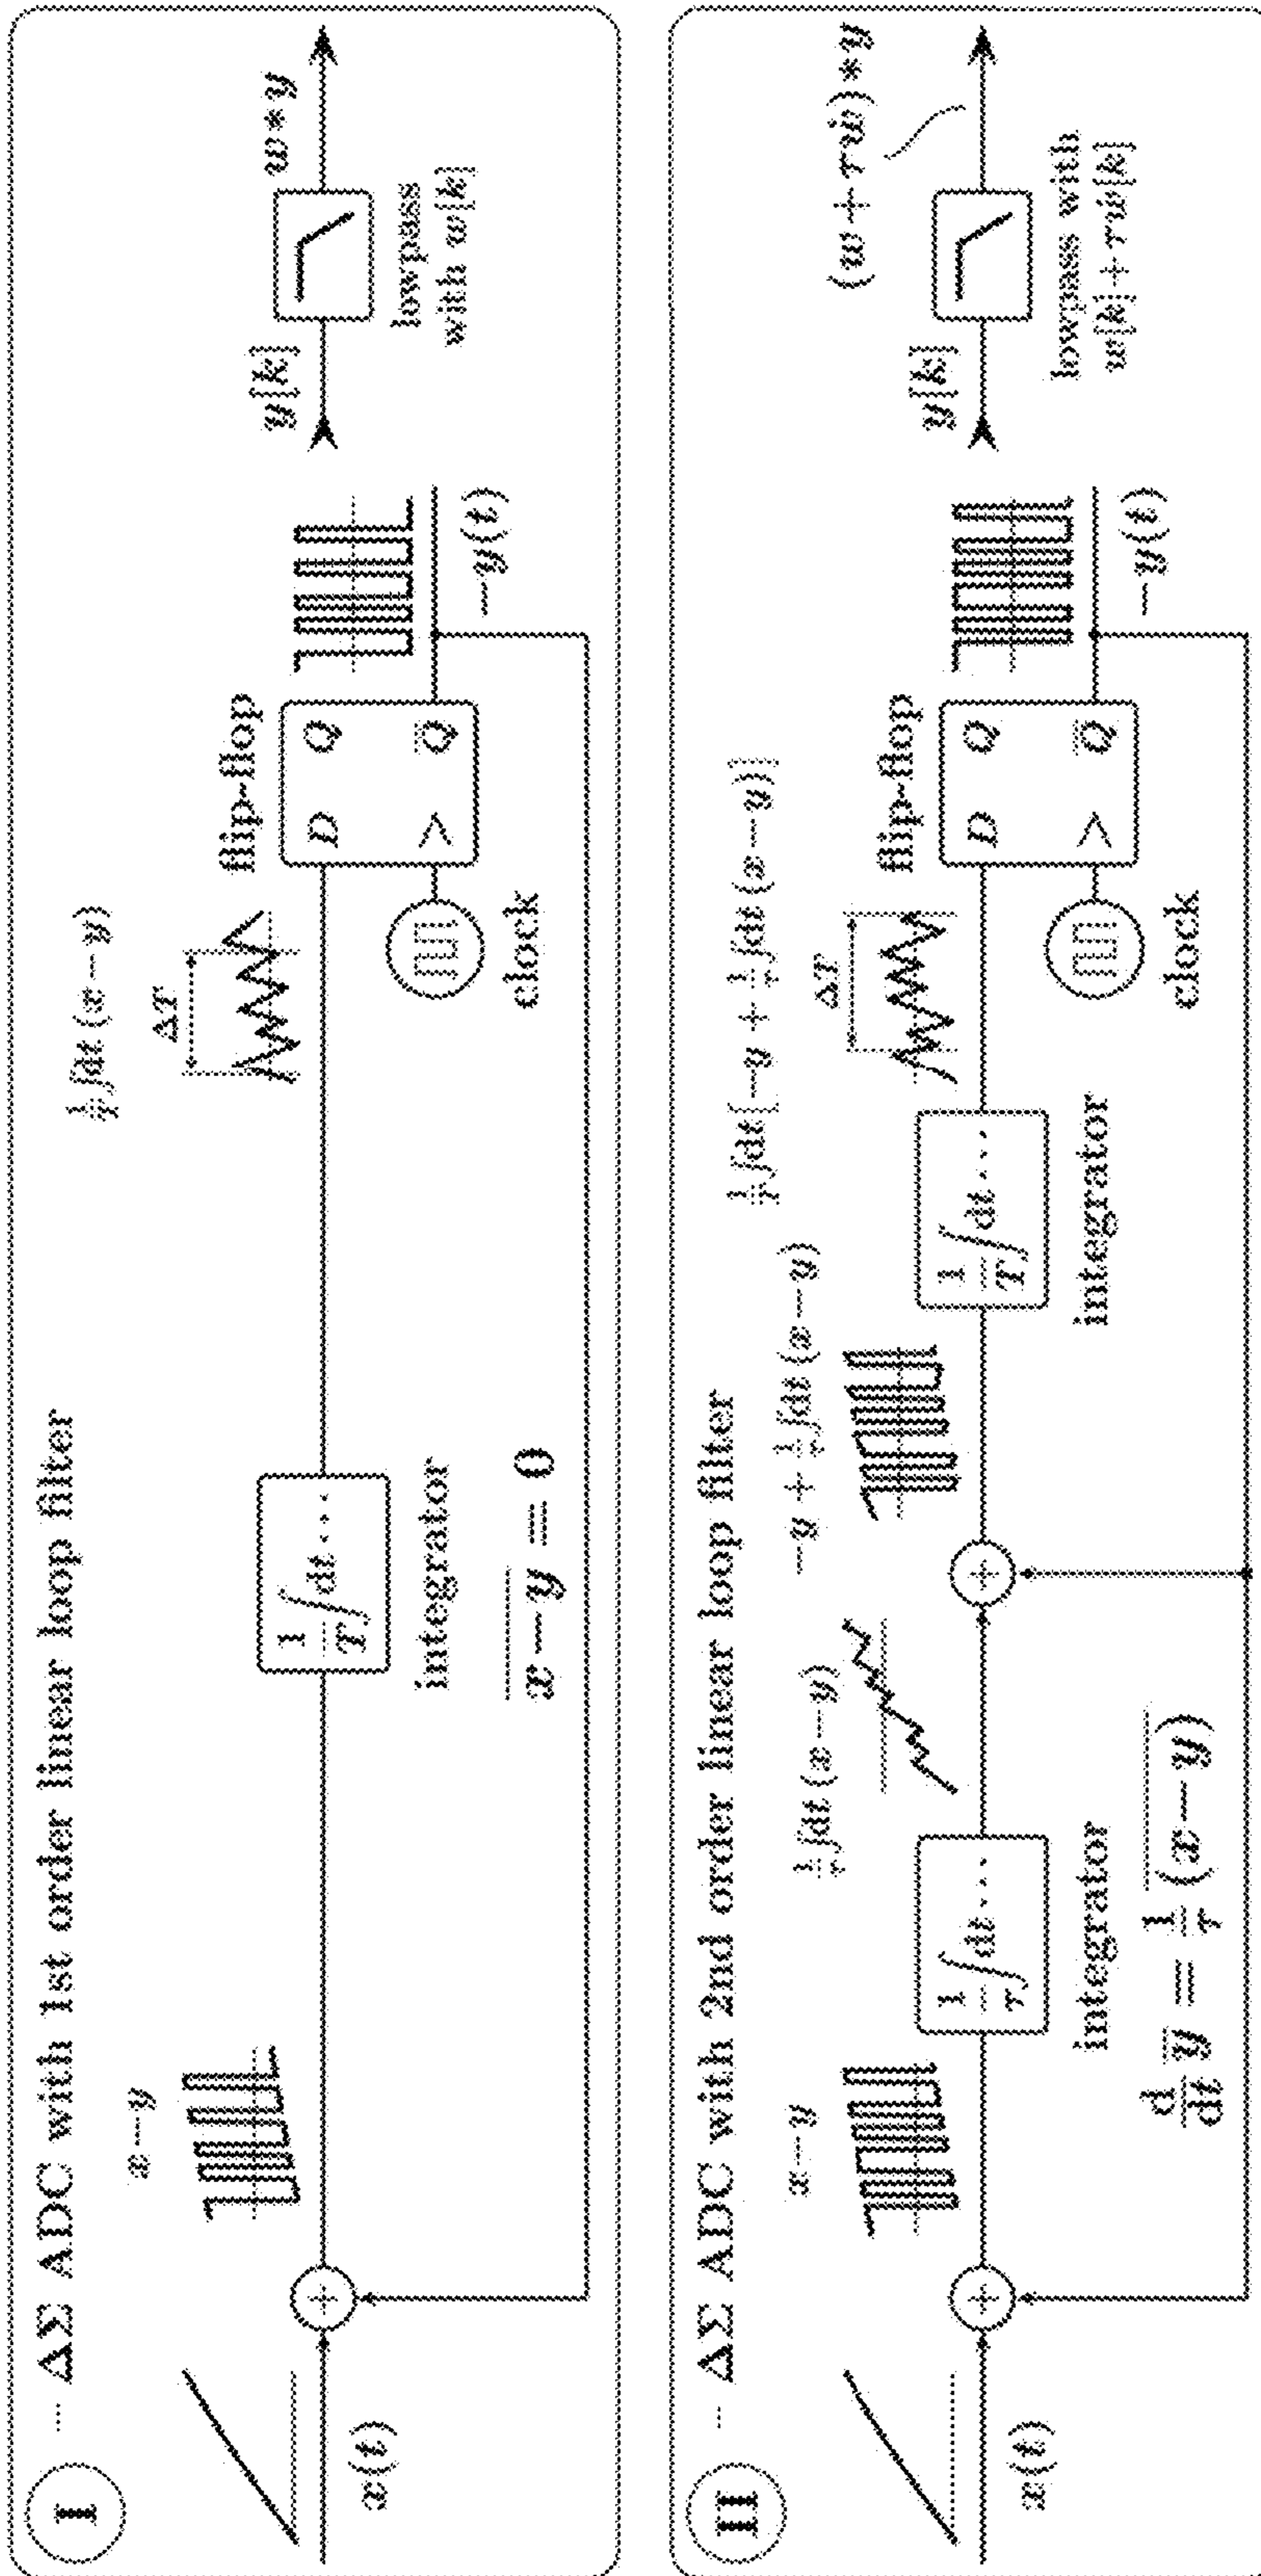 I – ΔΣ ADC with 1st order linear loop filter
x(t)
+
x−y
1/T ∫dt ···
integrator
x̅−̅y̅ = 0
1/T ∫dt (x−y)
ΔT
flip-flop
D Q
> Q̅
clock
−y(t)
y[k]
lowpass
with w[k]
w∗y
II – ΔΣ ADC with 2nd order linear loop filter
x(t)
+
x−y
1/τ ∫dt ···
integrator
d/dt y̅ = 1/τ (x̅−̅y̅)
1/τ ∫dt (x−y)
+
−y + 1/τ ∫dt (x−y)
1/T ∫dt ···
integrator
1/T ∫dt [−y + 1/τ ∫dt (x−y)]
ΔT
flip-flop
D Q
> Q̅
clock
−y(t)
y[k]
lowpass with
w[k] + τẇ[k]
(w + τẇ)∗y